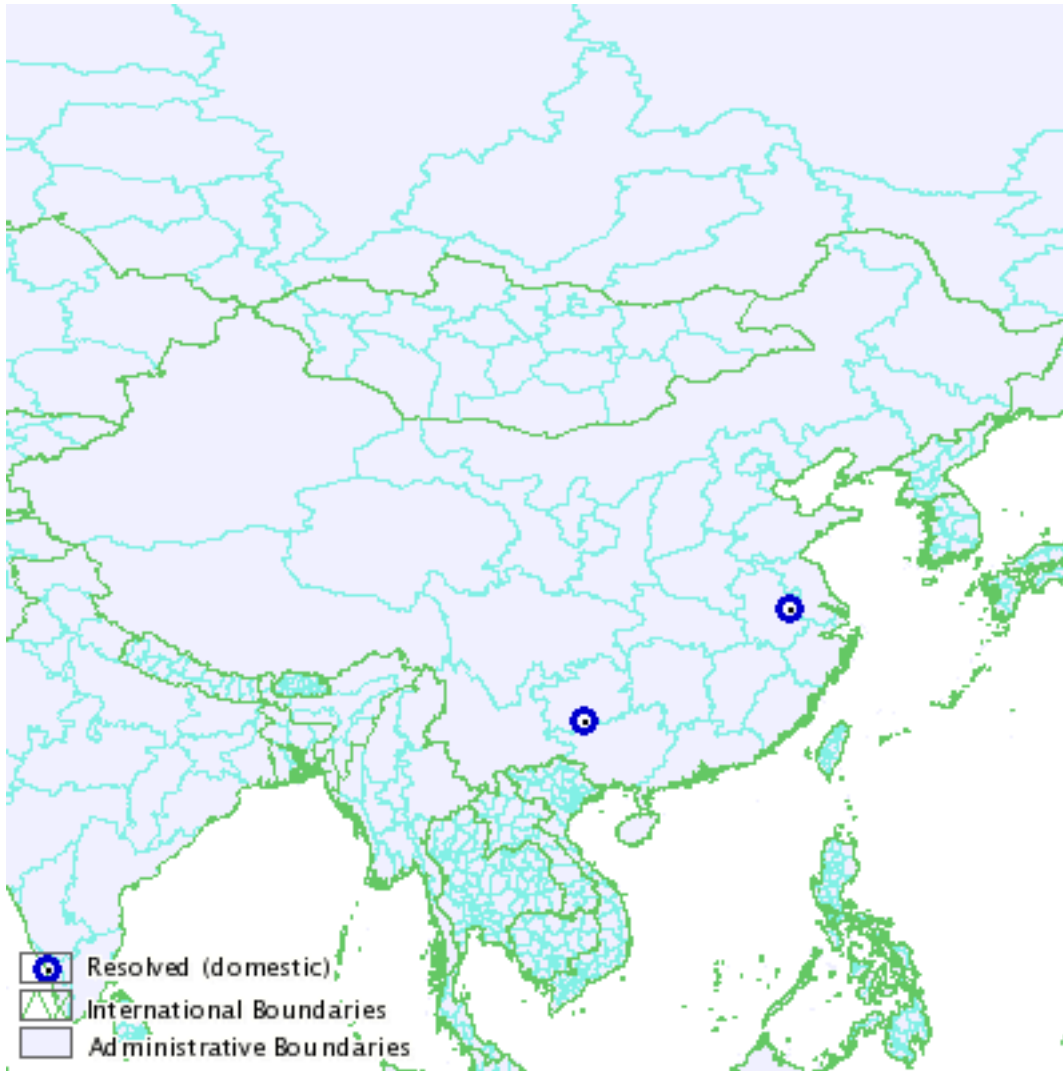 Resolved (domestic)
International Boundaries
Administrative Boundaries